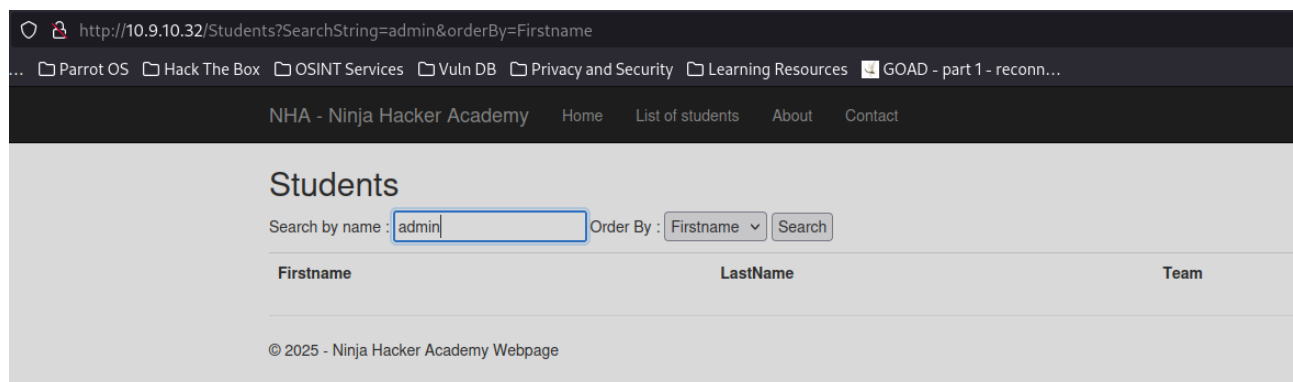 http://10.9.10.32/Students?SearchString=admin&orderBy=Firstname
... Parrot OS Hack The Box OSINT Services Vuln DB Privacy and Security Learning Resources GOAD - part 1 - reconn...
NHA - Ninja Hacker Academy Home List of students About Contact
Students
Search by name : admin Order By : Firstname Search
Firstname LastName Team
© 2025 - Ninja Hacker Academy Webpage